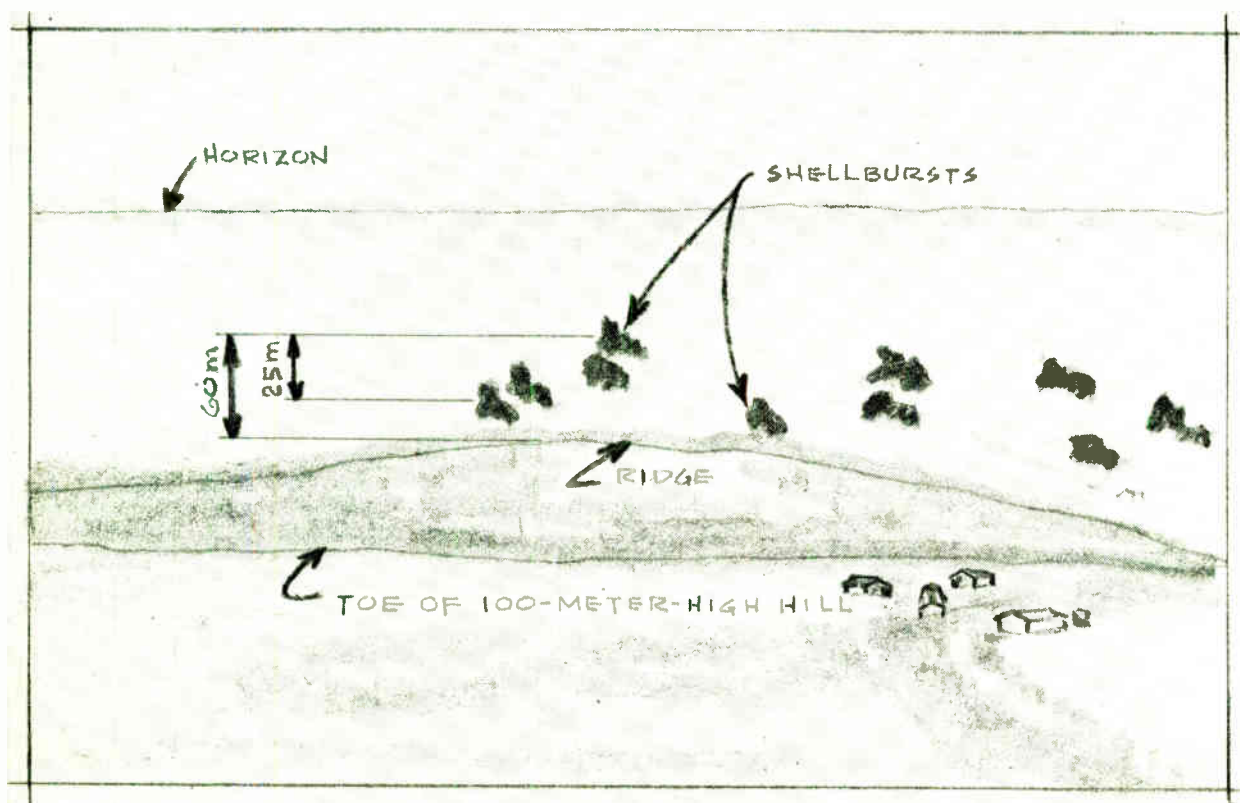 HORIZON
SHELLBURSTS
60m
25m
RIDGE
TOE OF 100-METER-HIGH HILL